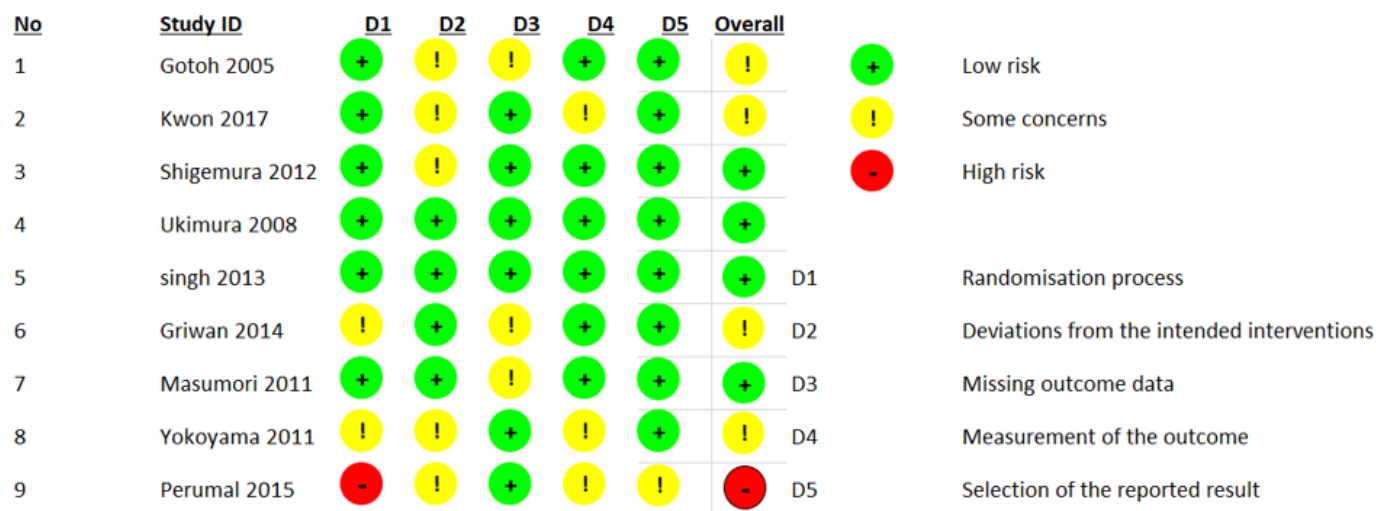 No Study ID D1 D2 D3 D4 D5 Overall
1 Gotoh 2005 + ! ! + + ! + Low risk
2 Kwon 2017 + ! + ! + ! ! Some concerns
3 Shigemura 2012 + ! + + + + - High risk
4 Ukimura 2008 + + + + + +
5 singh 2013 + + + + + + D1 Randomisation process
6 Griwan 2014 ! + ! + + ! D2 Deviations from the intended interventions
7 Masumori 2011 + + ! + + + D3 Missing outcome data
8 Yokoyama 2011 ! ! + ! + ! D4 Measurement of the outcome
9 Perumal 2015 - ! + ! ! - D5 Selection of the reported result